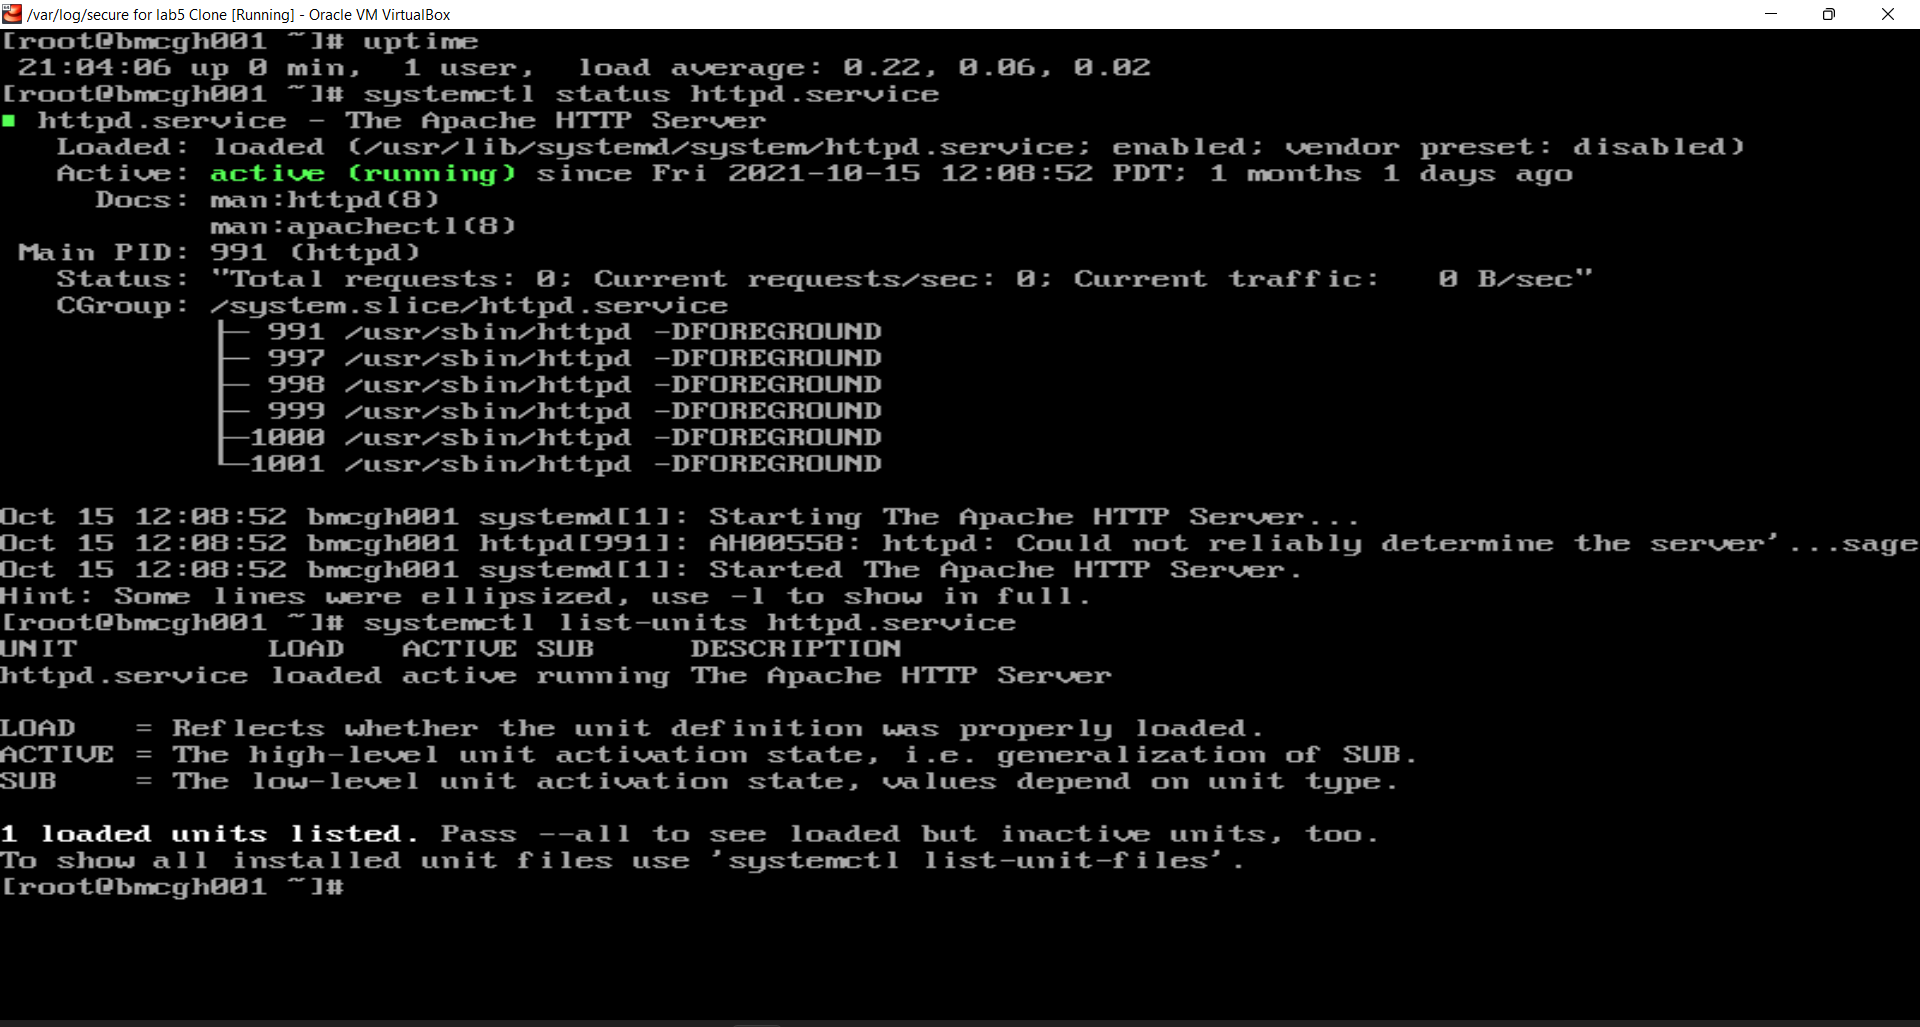 /var/log/secure for lab5 Clone [Running] - Oracle VM VirtualBox
[root@bmcgh001 ~]# uptime
 21:04:06 up 0 min,  1 user,  load average: 0.22, 0.06, 0.02
[root@bmcgh001 ~]# systemctl status httpd.service
■ httpd.service - The Apache HTTP Server
   Loaded: loaded (/usr/lib/systemd/system/httpd.service; enabled; vendor preset: disabled)
   Active: active (running) since Fri 2021-10-15 12:08:52 PDT; 1 months 1 days ago
     Docs: man:httpd(8)
           man:apachectl(8)
 Main PID: 991 (httpd)
   Status: "Total requests: 0; Current requests/sec: 0; Current traffic:   0 B/sec"
   CGroup: /system.slice/httpd.service
           ├─ 991 /usr/sbin/httpd -DFOREGROUND
           ├─ 997 /usr/sbin/httpd -DFOREGROUND
           ├─ 998 /usr/sbin/httpd -DFOREGROUND
           ├─ 999 /usr/sbin/httpd -DFOREGROUND
           ├─1000 /usr/sbin/httpd -DFOREGROUND
           └─1001 /usr/sbin/httpd -DFOREGROUND
Oct 15 12:08:52 bmcgh001 systemd[1]: Starting The Apache HTTP Server...
Oct 15 12:08:52 bmcgh001 httpd[991]: AH00558: httpd: Could not reliably determine the server'...sage
Oct 15 12:08:52 bmcgh001 systemd[1]: Started The Apache HTTP Server.
Hint: Some lines were ellipsized, use -l to show in full.
[root@bmcgh001 ~]# systemctl list-units httpd.service
UNIT          LOAD   ACTIVE SUB     DESCRIPTION
httpd.service loaded active running The Apache HTTP Server
LOAD   = Reflects whether the unit definition was properly loaded.
ACTIVE = The high-level unit activation state, i.e. generalization of SUB.
SUB    = The low-level unit activation state, values depend on unit type.
1 loaded units listed. Pass --all to see loaded but inactive units, too.
To show all installed unit files use 'systemctl list-unit-files'.
[root@bmcgh001 ~]#